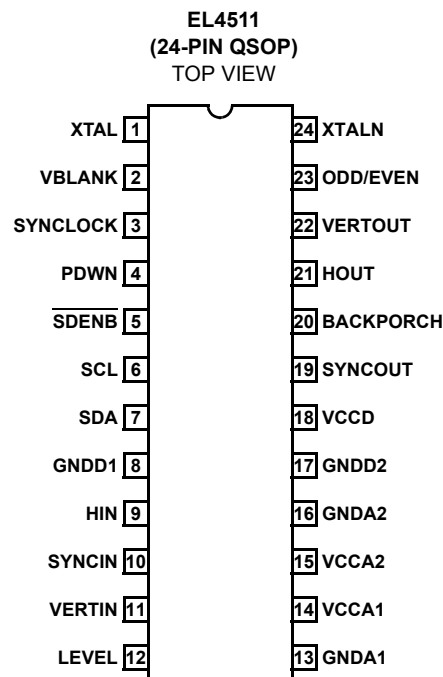 EL4511
(24-PIN QSOP)
TOP VIEW
XTAL 1 24 XTALN
VBLANK 2 23 ODD/EVEN
SYNCLOCK 3 22 VERTOUT
PDWN 4 21 HOUT
SDENB 5 20 BACKPORCH
SCL 6 19 SYNCOUT
SDA 7 18 VCCD
GNDD1 8 17 GNDD2
HIN 9 16 GNDA2
SYNCIN 10 15 VCCA2
VERTIN 11 14 VCCA1
LEVEL 12 13 GNDA1